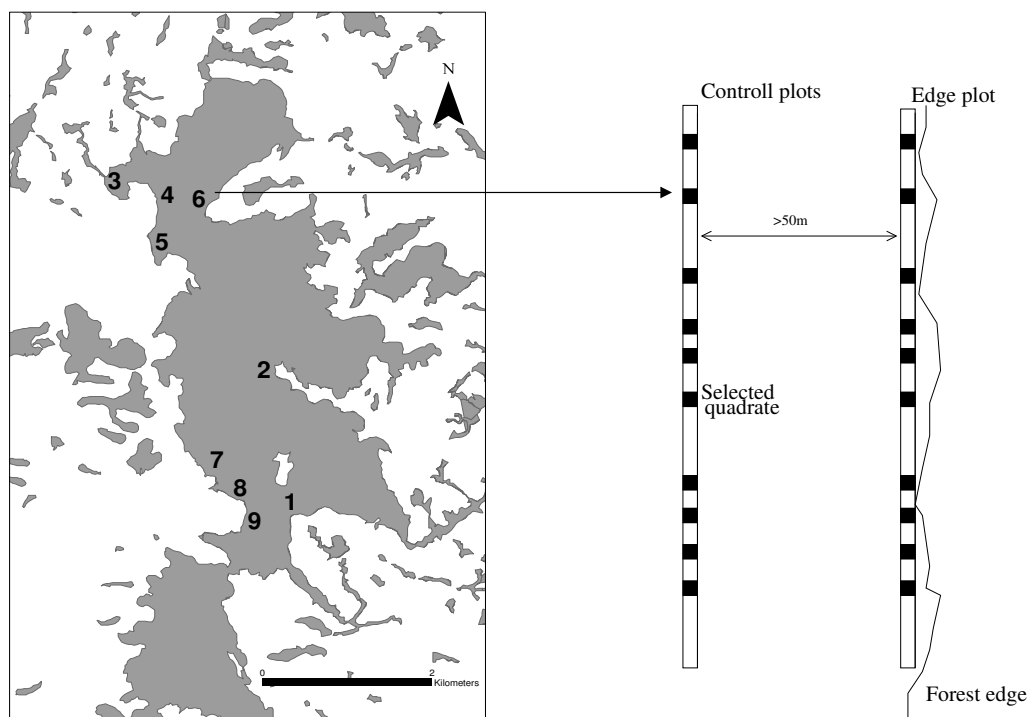 N
3
4
6
5
2
7
8
1
9
0
2
Kilometers
Controll plots
Edge plot
>50m
Selected
quadrate
Forest edge